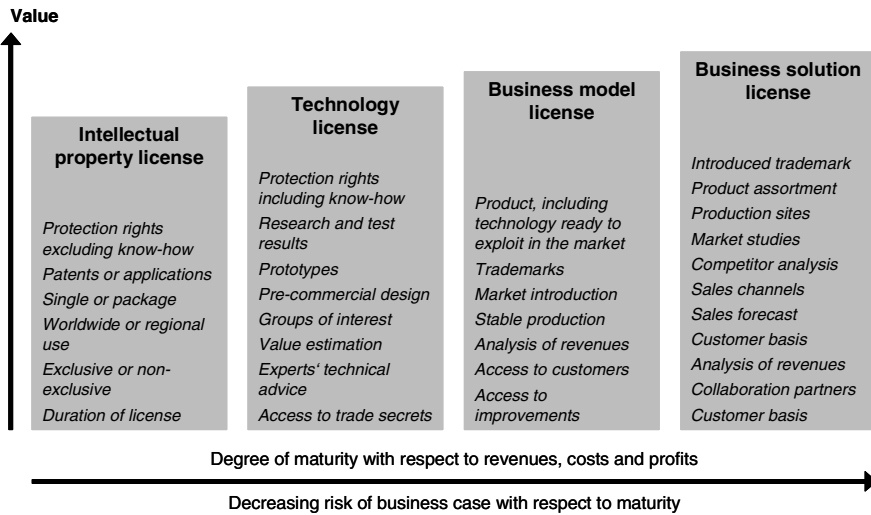 Value
Intellectual
property license
Protection rights
excluding know-how
Patents or applications
Single or package
Worldwide or regional
use
Exclusive or non-
exclusive
Duration of license
Technology
license
Protection rights
including know-how
Research and test
results
Prototypes
Pre-commercial design
Groups of interest
Value estimation
Experts‘ technical
advice
Access to trade secrets
Business model
license
Product, including
technology ready to
exploit in the market
Trademarks
Market introduction
Stable production
Analysis of revenues
Access to customers
Access to
improvements
Business solution
license
Introduced trademark
Product assortment
Production sites
Market studies
Competitor analysis
Sales channels
Sales forecast
Customer basis
Analysis of revenues
Collaboration partners
Customer basis
Degree of maturity with respect to revenues, costs and profits
Decreasing risk of business case with respect to maturity